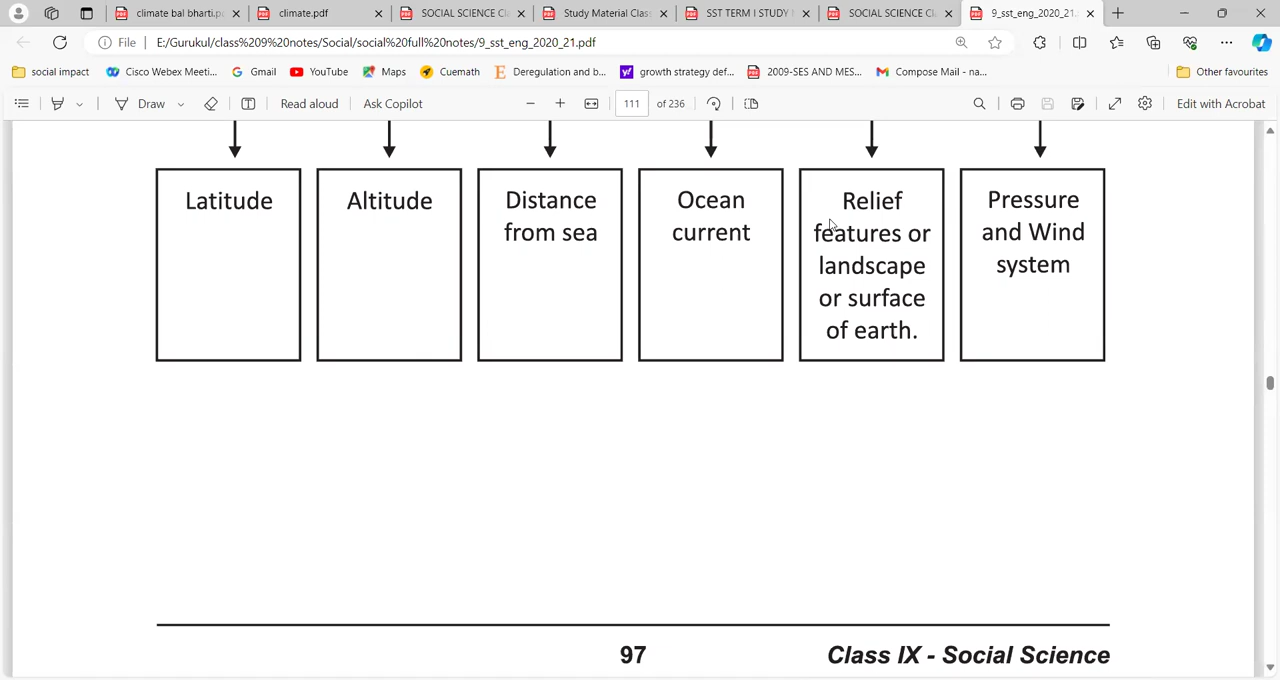 climate bal bharti.p
climate.pdf
SOCIAL SCIENCE Cl
Study Material Class
SST TERM I STUDY
SOCIAL SCIENCE Cl
9_sst_eng_2020_21.
File
E:/Gurukul/class%209%20notes/Social/social%20full%20notes/9_sst_eng_2020_21.pdf
social impact
Cisco Webex Meeti...
Gmail
YouTube
Maps
Cuemath
Deregulation and b...
growth strategy def...
2009-SES AND MES...
Compose Mail - na...
Other favourites
Draw
Read aloud
Ask Copilot
111 of 236
Edit with Acrobat
Latitude
Altitude
Distance
from sea
Ocean
current
Relief
features or
landscape
or surface
of earth.
Pressure
and Wind
system
97
Class IX - Social Science